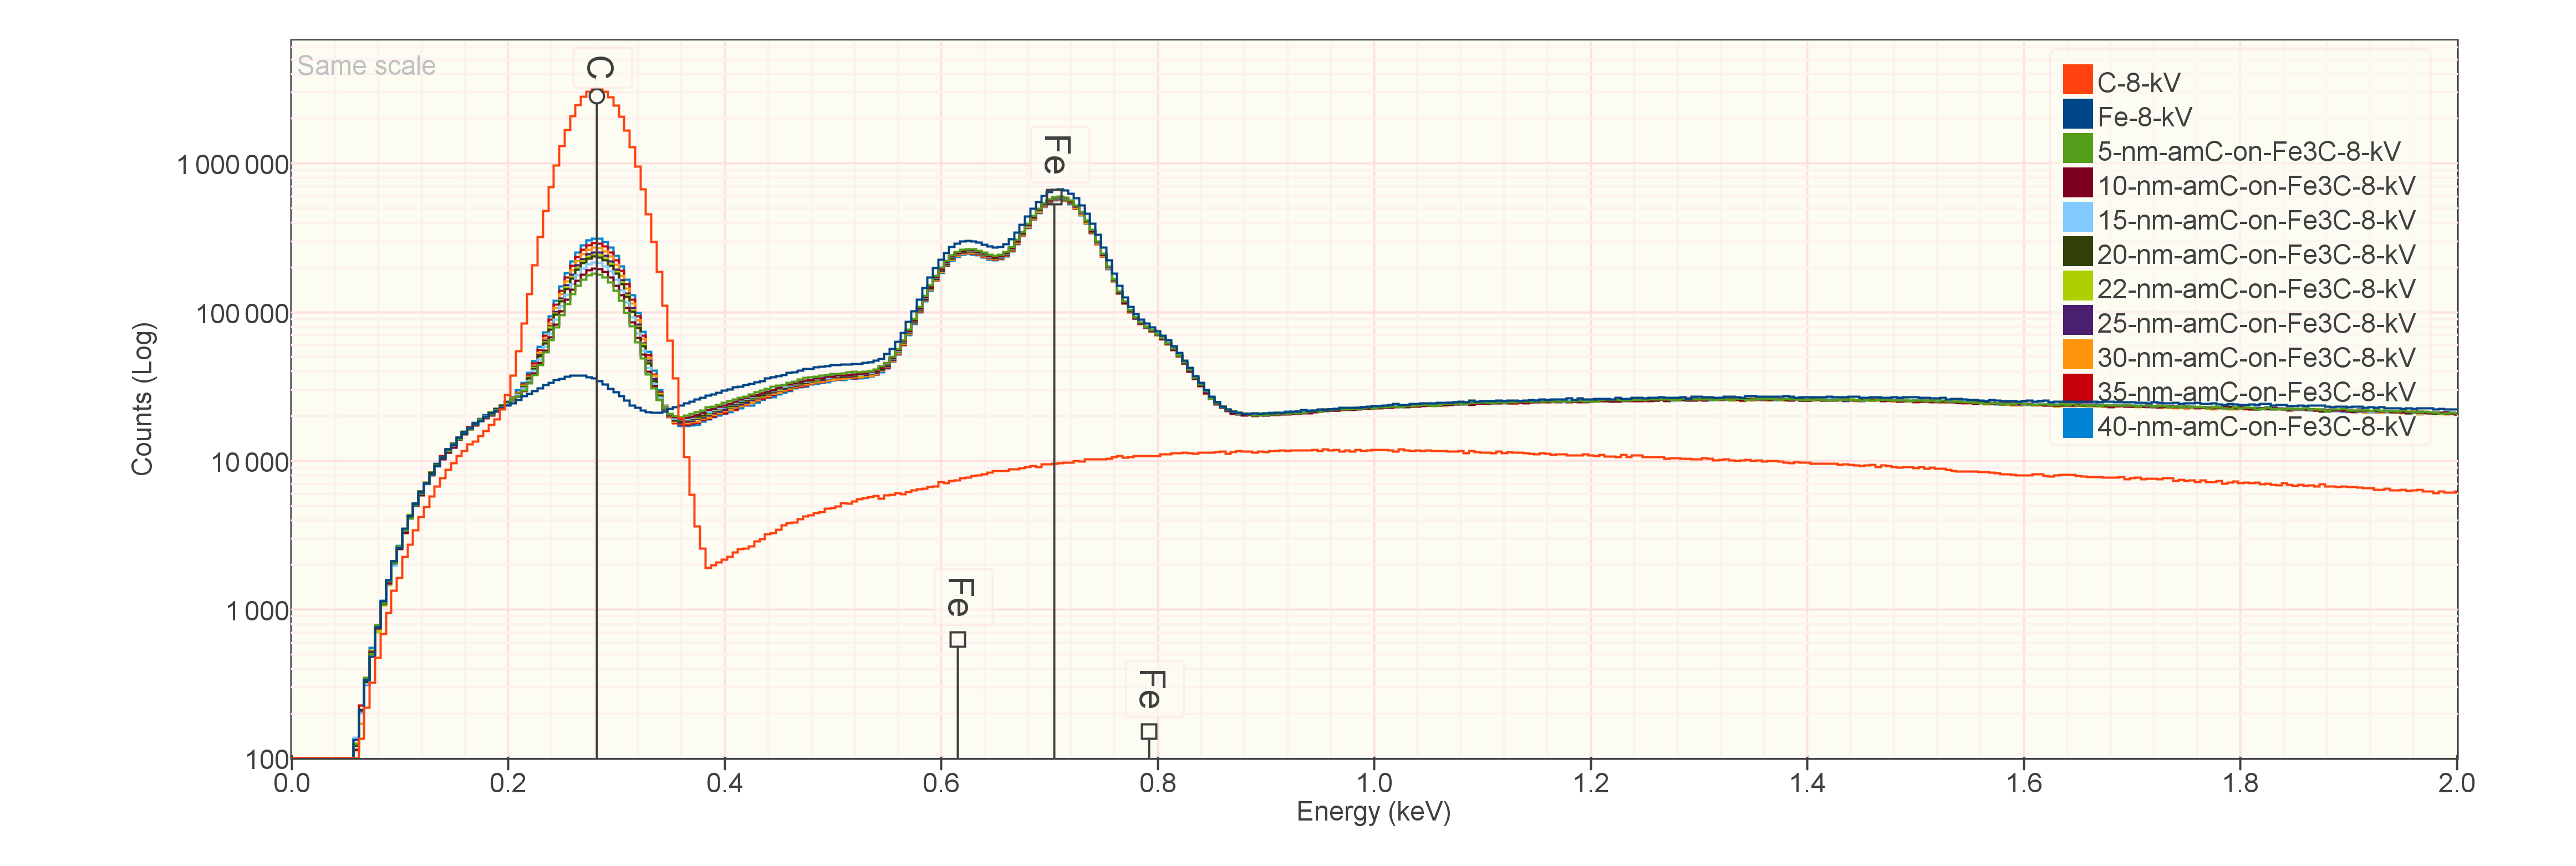 Same scale
C
Fe
Fe
Fe
C-8-kV
Fe-8-kV
5-nm-amC-on-Fe3C-8-kV
10-nm-amC-on-Fe3C-8-kV
15-nm-amC-on-Fe3C-8-kV
20-nm-amC-on-Fe3C-8-kV
22-nm-amC-on-Fe3C-8-kV
25-nm-amC-on-Fe3C-8-kV
30-nm-amC-on-Fe3C-8-kV
35-nm-amC-on-Fe3C-8-kV
40-nm-amC-on-Fe3C-8-kV
Counts (Log)
1 000 000
100 000
10 000
1 000
100
0.0 0.2 0.4 0.6 0.8 1.0 1.2 1.4 1.6 1.8 2.0
Energy (keV)